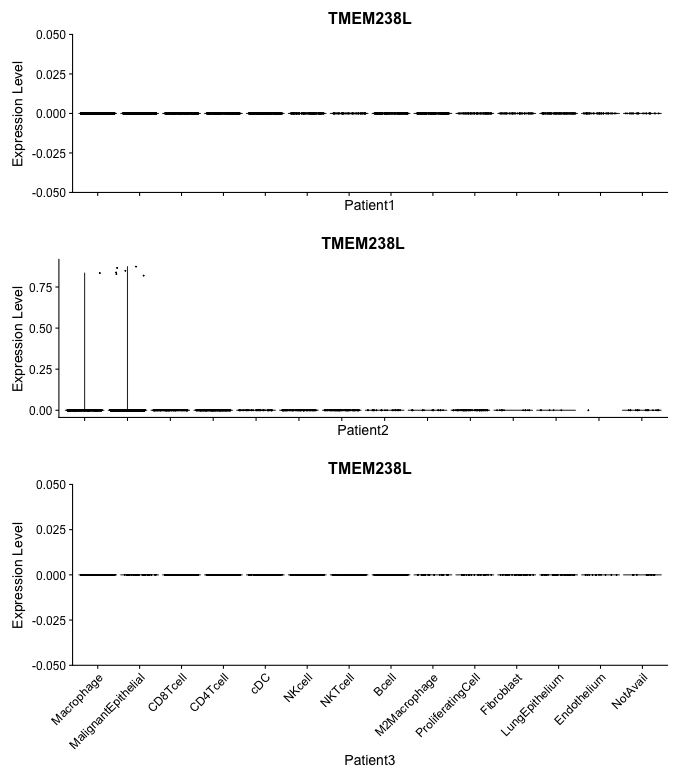 TMEM238L
0.050
0.025
0.000
-0.025
-0.050
Expression Level
Patient1
TMEM238L
0.75
0.50
0.25
0.00
Expression Level
Patient2
TMEM238L
0.050
0.025
0.000
-0.025
-0.050
Expression Level
Macrophage
MalignantEpithelial
CD8Tcell
CD4Tcell
cDC
NKcell
NKTcell
Bcell
M2Macrophage
ProliferatingCell
Fibroblast
LungEpithelium
Endothelium
NotAvail
Patient3